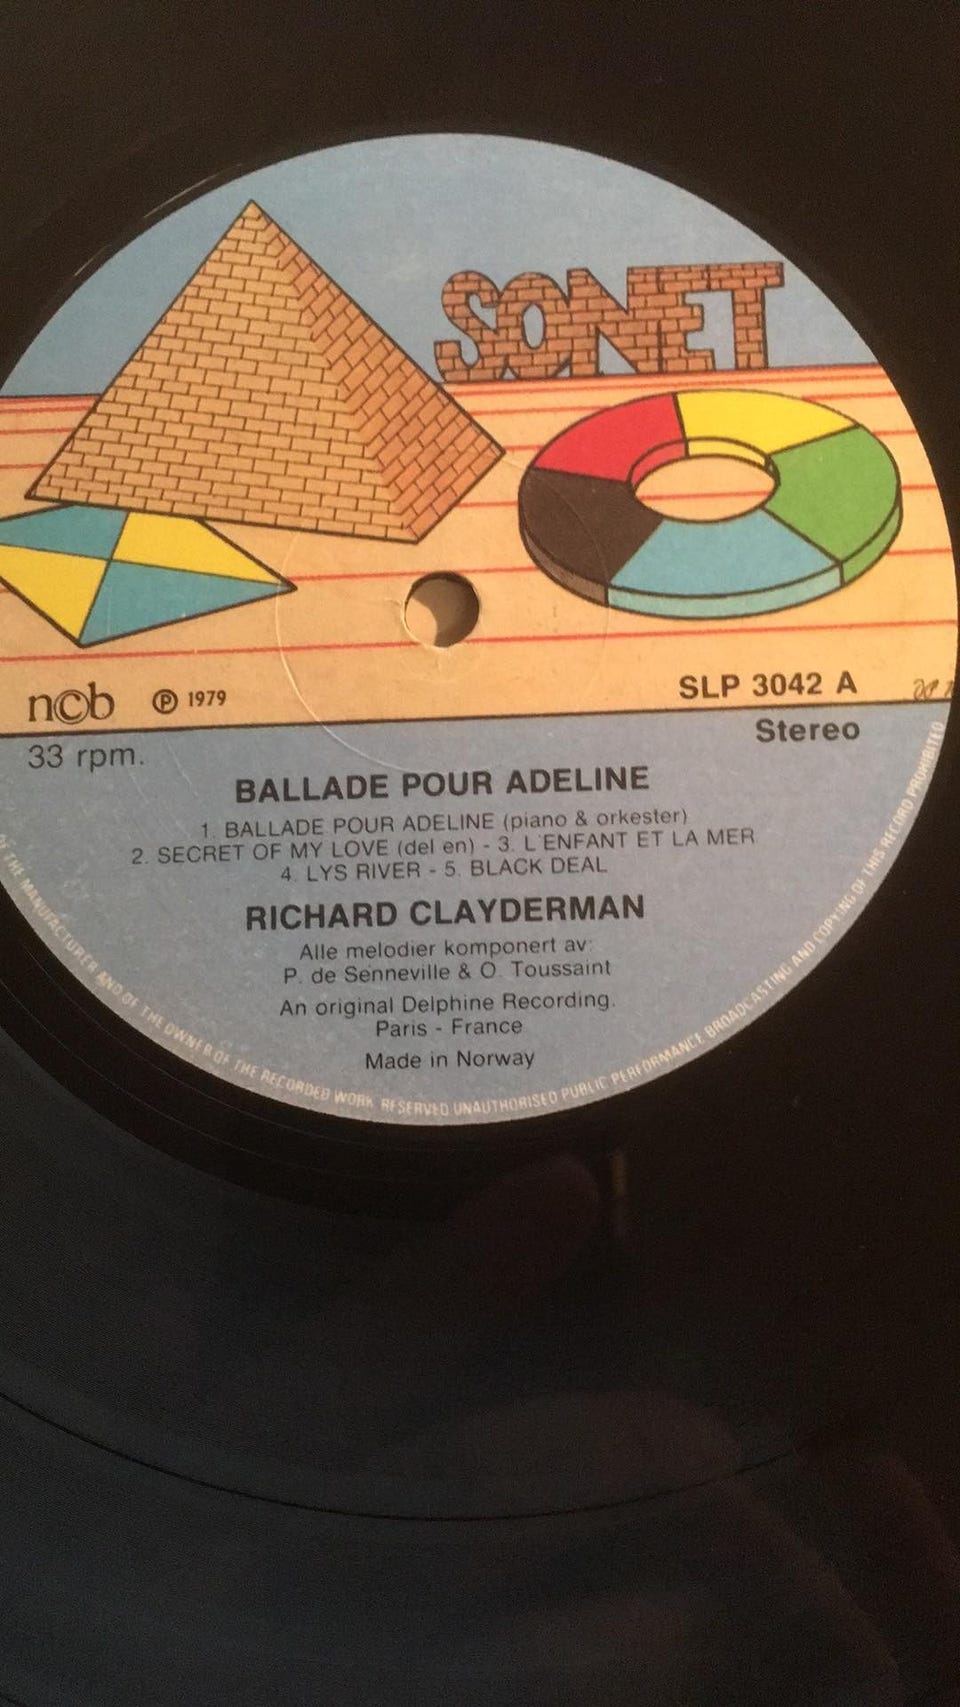 SONET
ncb ℗ 1979
SLP 3042 A
33 rpm.
Stereo
BALLADE POUR ADELINE
1. BALLADE POUR ADELINE (piano & orkester)
2. SECRET OF MY LOVE (del en) - 3. L'ENFANT ET LA MER
4. LYS RIVER - 5. BLACK DEAL
RICHARD CLAYDERMAN
Alle melodier komponert av:
P. de Senneville & O. Toussaint
An original Delphine Recording.
Paris - France
Made in Norway
OF THE MANUFACTURER AND OF THE OWNER OF THE RECORDED WORK RESERVED UNAUTHORISED PUBLIC PERFORMANCE BROADCASTING AND COPYING OF THIS RECORD PROHIBITED